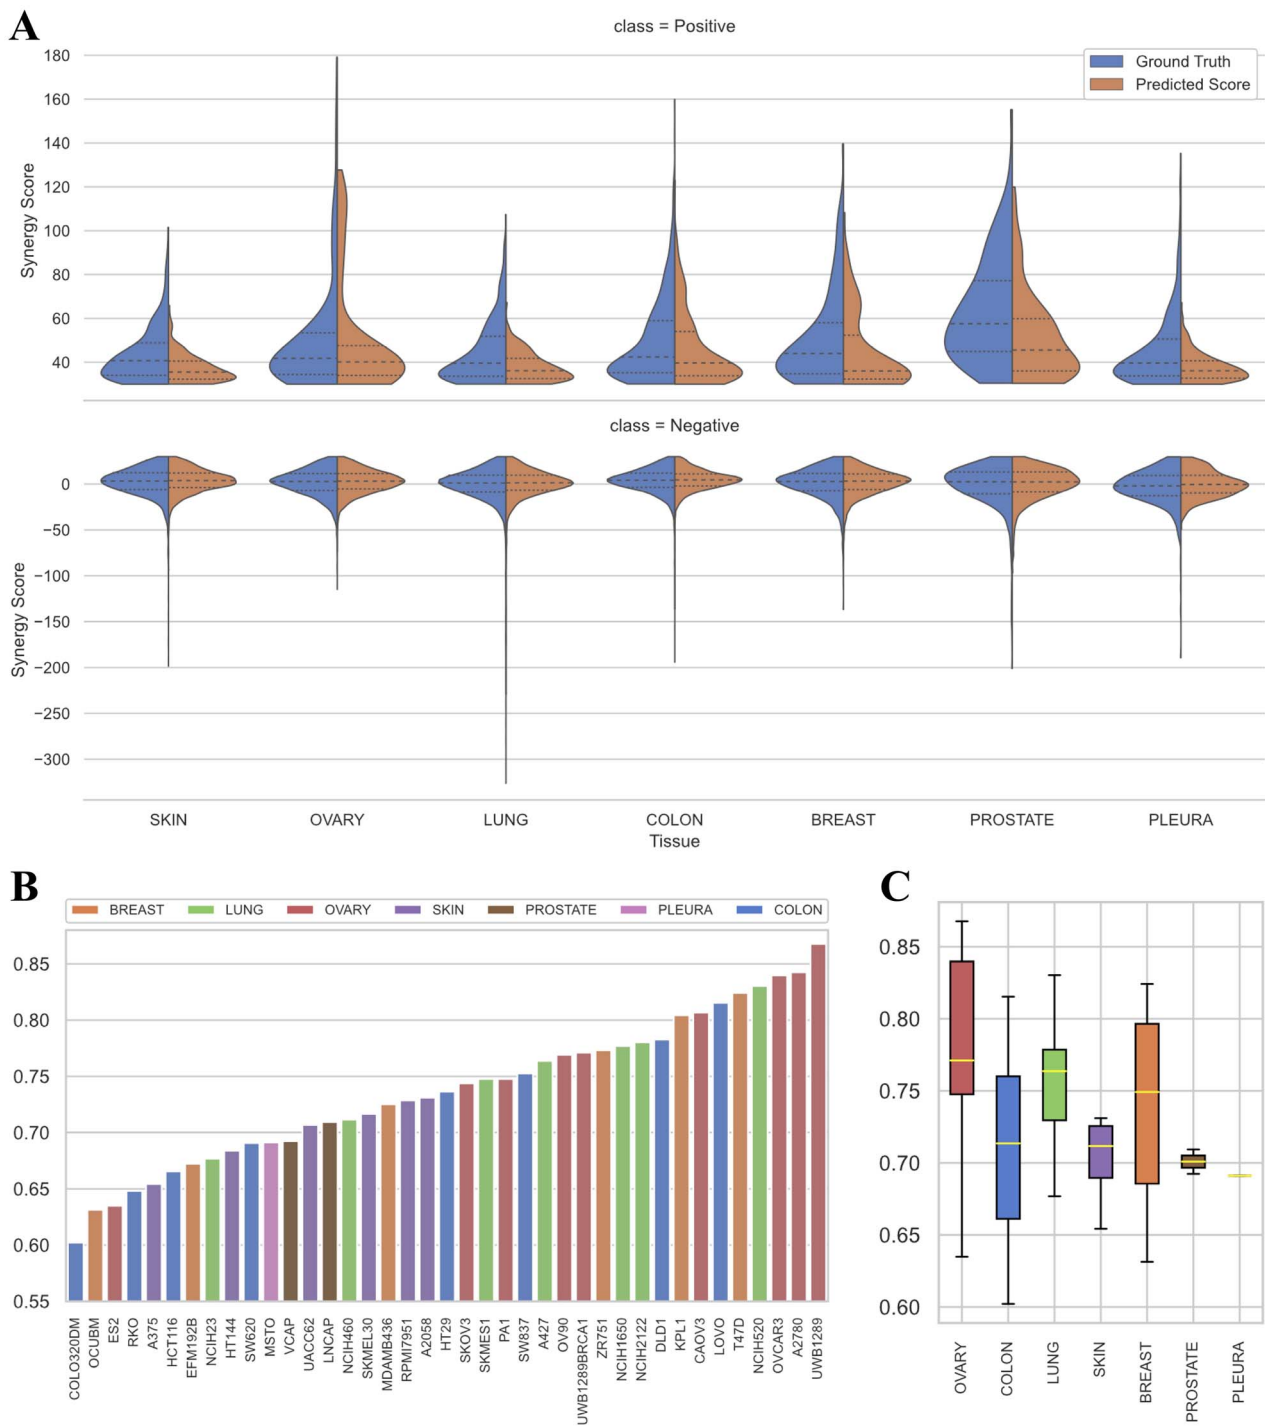 A
class = Positive
Ground Truth
Predicted Score
180
160
140
120
100
80
60
40
Synergy Score
class = Negative
0
−50
−100
−150
−200
−250
−300
Synergy Score
SKIN OVARY LUNG COLON BREAST PROSTATE PLEURA
Tissue
B
BREAST LUNG OVARY SKIN PROSTATE PLEURA COLON
0.85
0.80
0.75
0.70
0.65
0.60
0.55
COLO320DM
OCUBM
ES2
RKO
A375
HCT116
EFM192B
NCIH23
HT144
SW620
MSTO
VCAP
UACC62
LNCAP
NCIH460
SKMEL30
MDAMB436
RPMI7951
A2058
HT29
SKOV3
SKMES1
PA1
SW837
A427
OV90
UWB1289BRCA1
ZR751
NCIH1650
NCIH2122
DLD1
KPL1
CAOV3
LOVO
T47D
NCIH520
OVCAR3
A2780
UWB1289
C
0.85
0.80
0.75
0.70
0.65
0.60
OVARY
COLON
LUNG
SKIN
BREAST
PROSTATE
PLEURA